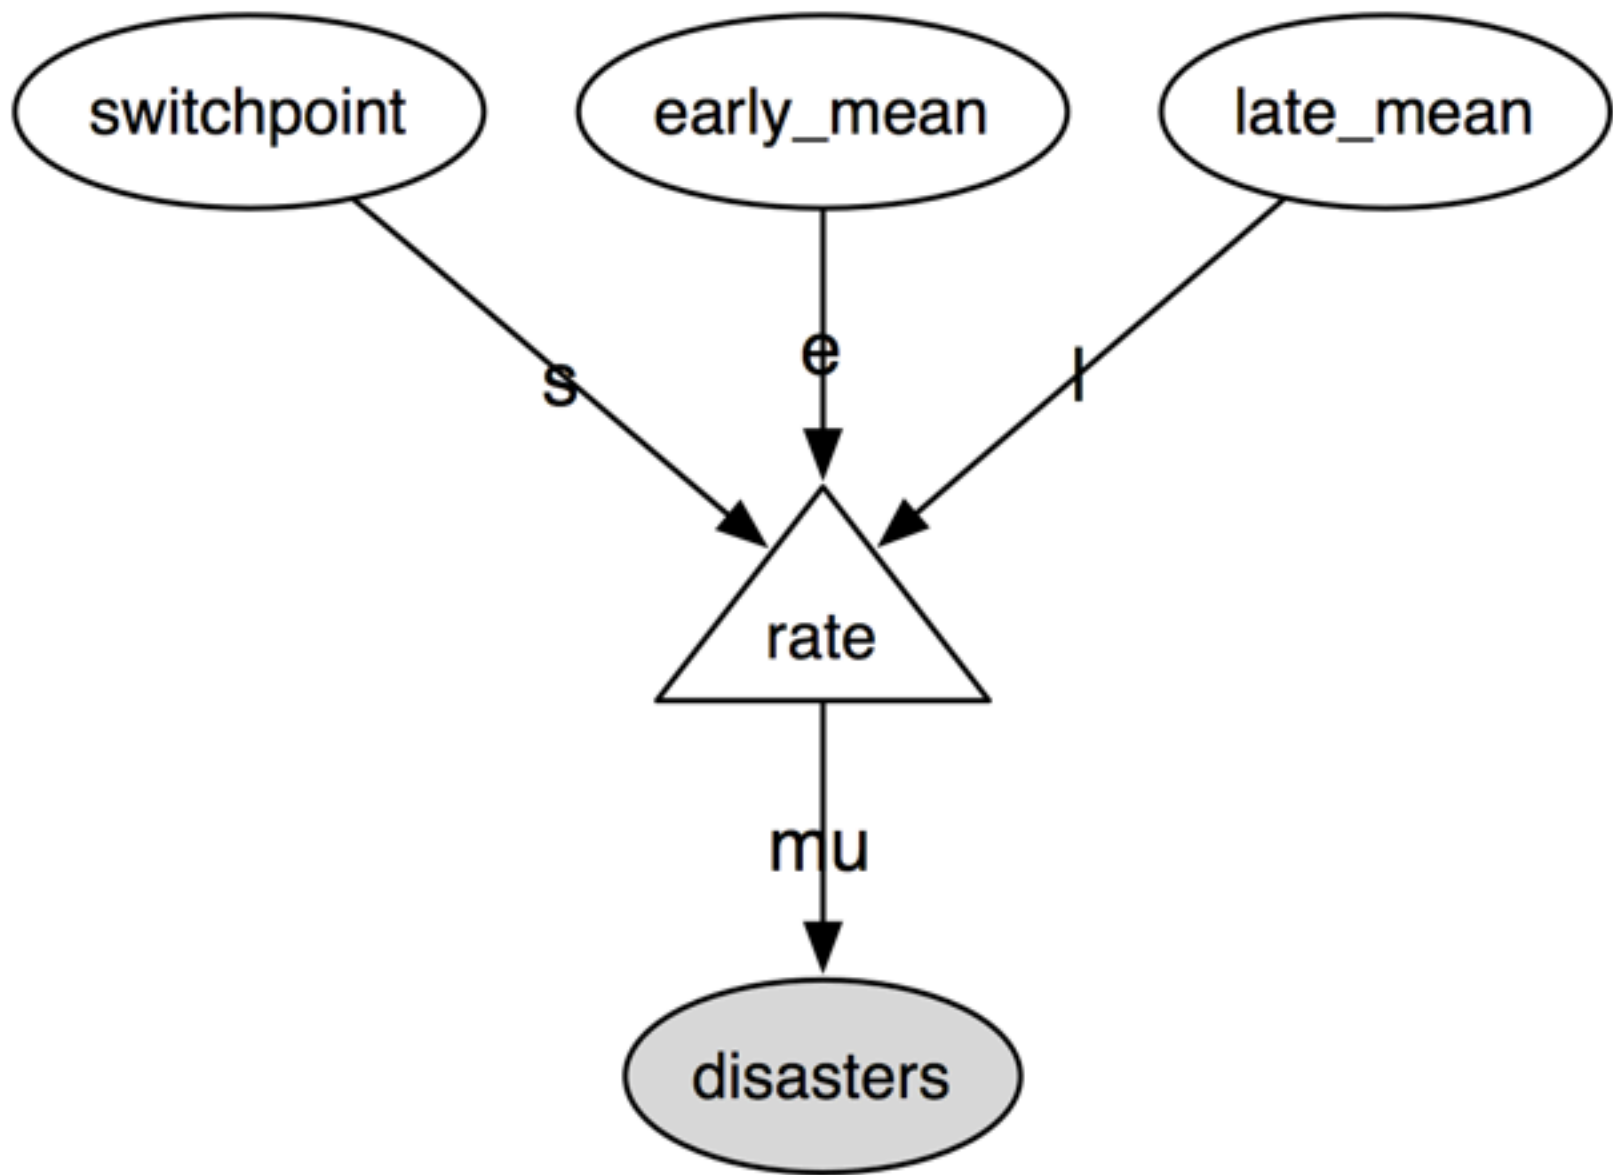 switchpoint
early_mean
late_mean
s
e
l
rate
mu
disasters